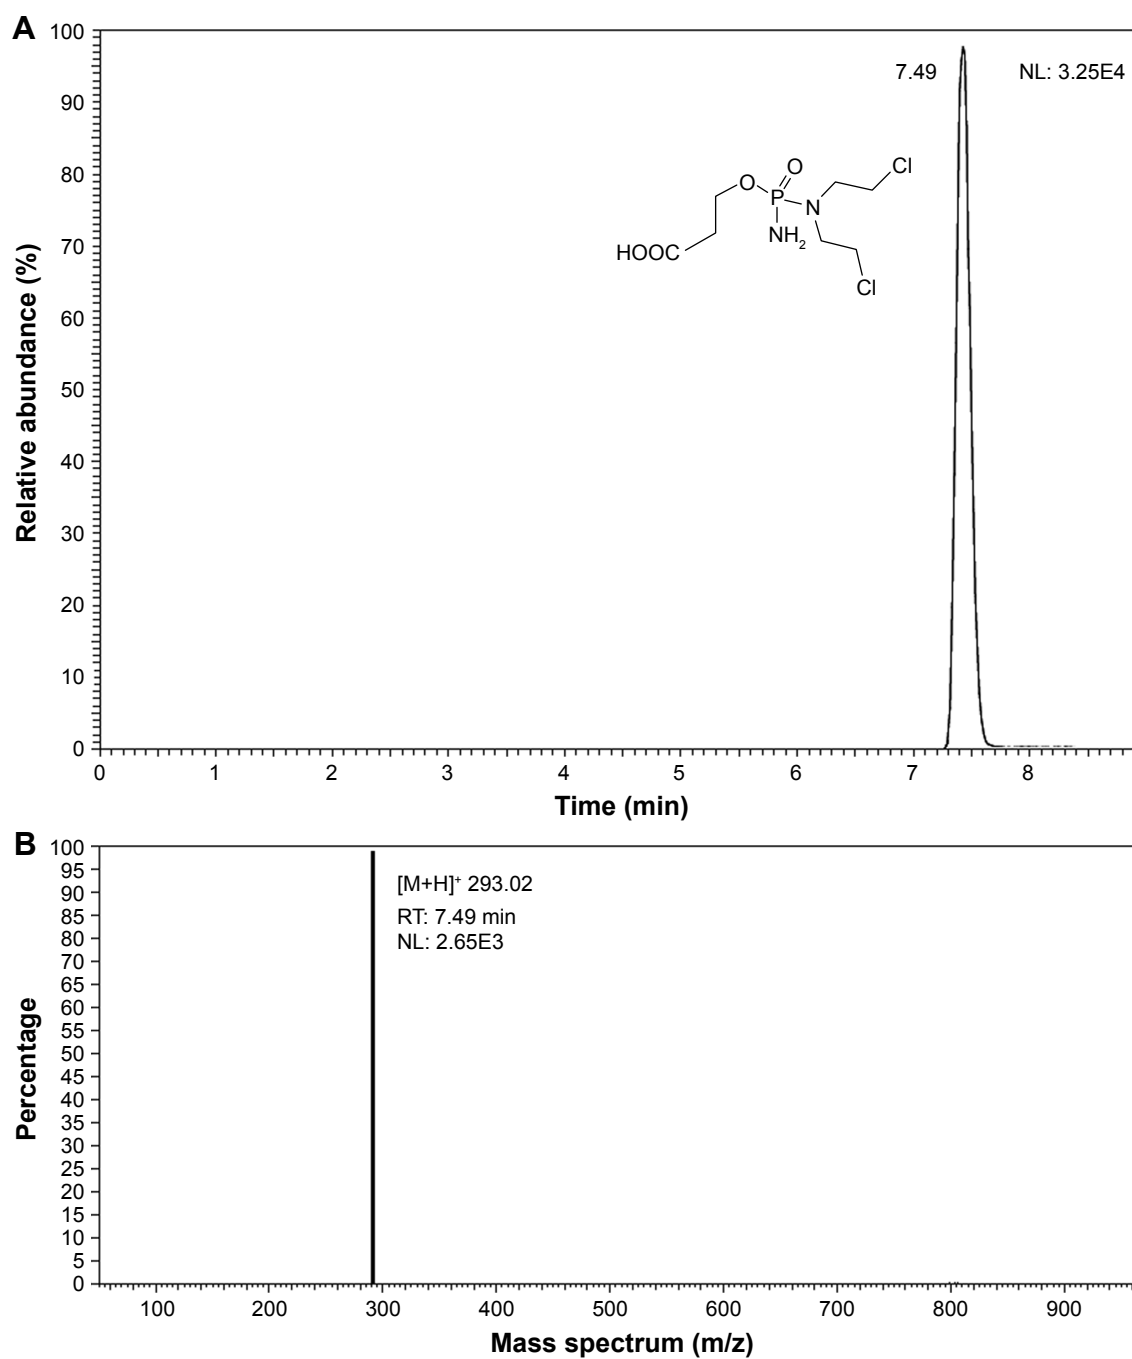 A
100
90
80
70
60
50
40
30
20
10
0
Relative abundance (%)
7.49
NL: 3.25E4
O
O
Cl
P
N
NH2
HOOC
Cl
0 1 2 3 4 5 6 7 8
Time (min)
B
100
95
90
85
80
75
70
65
60
55
50
45
40
35
30
25
20
15
10
5
0
Percentage
[M+H]+ 293.02
RT: 7.49 min
NL: 2.65E3
100 200 300 400 500 600 700 800 900
Mass spectrum (m/z)